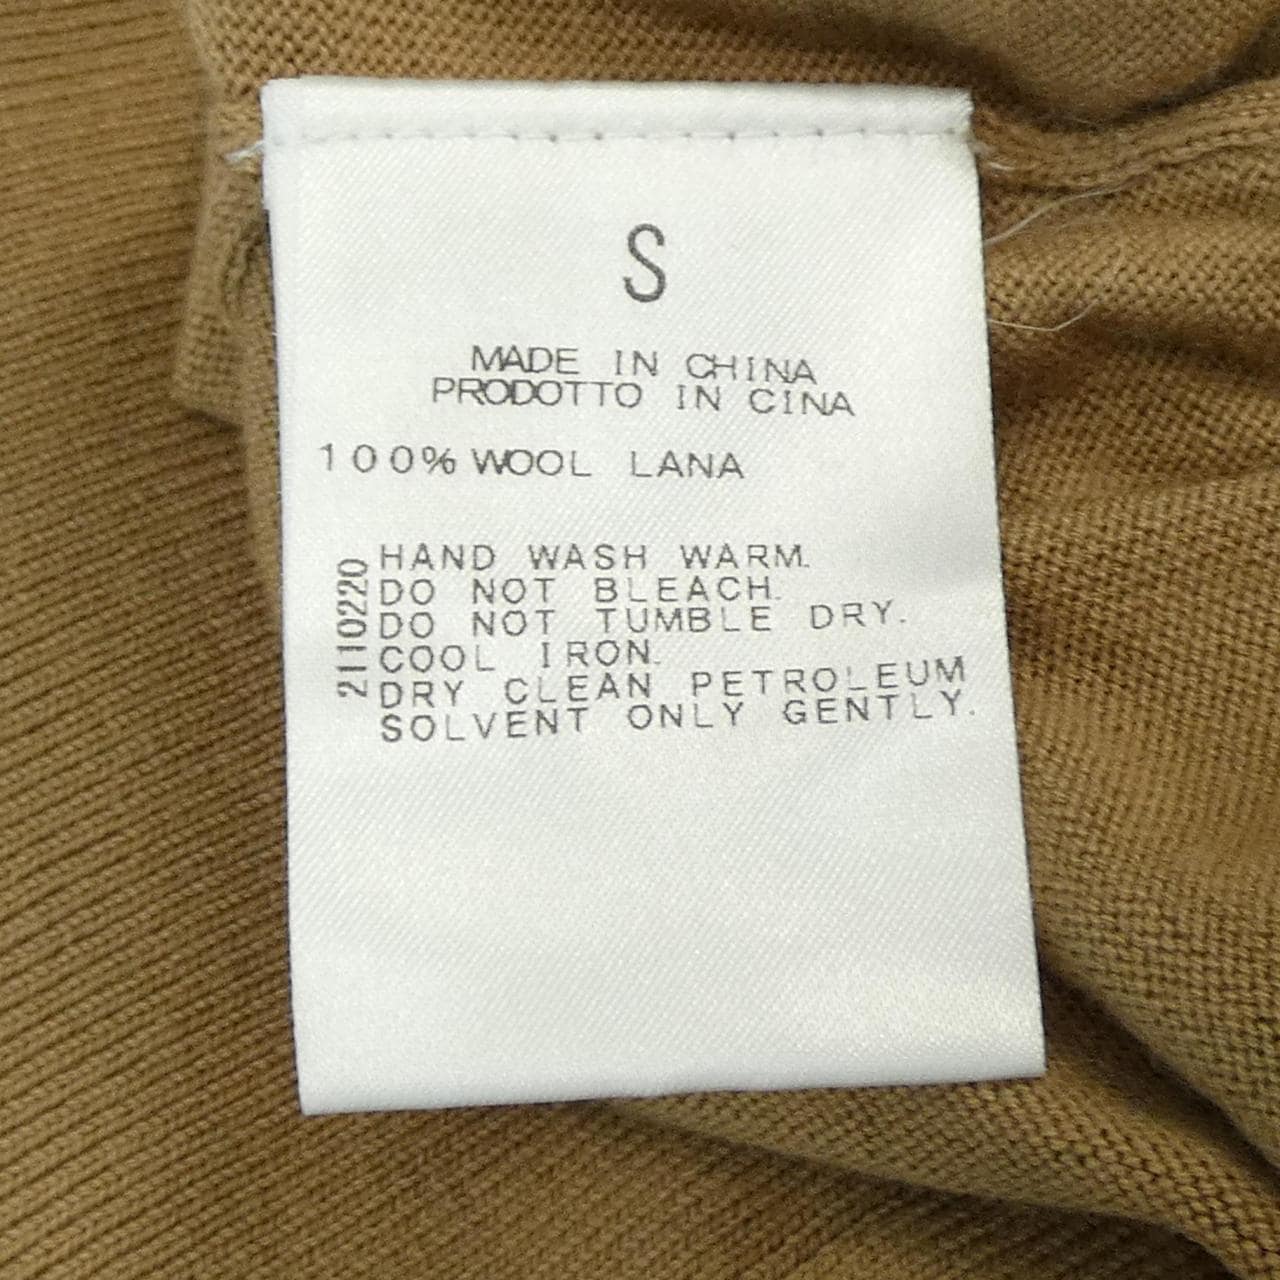 S
MADE IN CHINA
PRODOTTO IN CINA
100% WOOL LANA
2110220
HAND WASH WARM.
DO NOT BLEACH.
DO NOT TUMBLE DRY.
COOL IRON.
DRY CLEAN PETROLEUM
SOLVENT ONLY GENTLY.